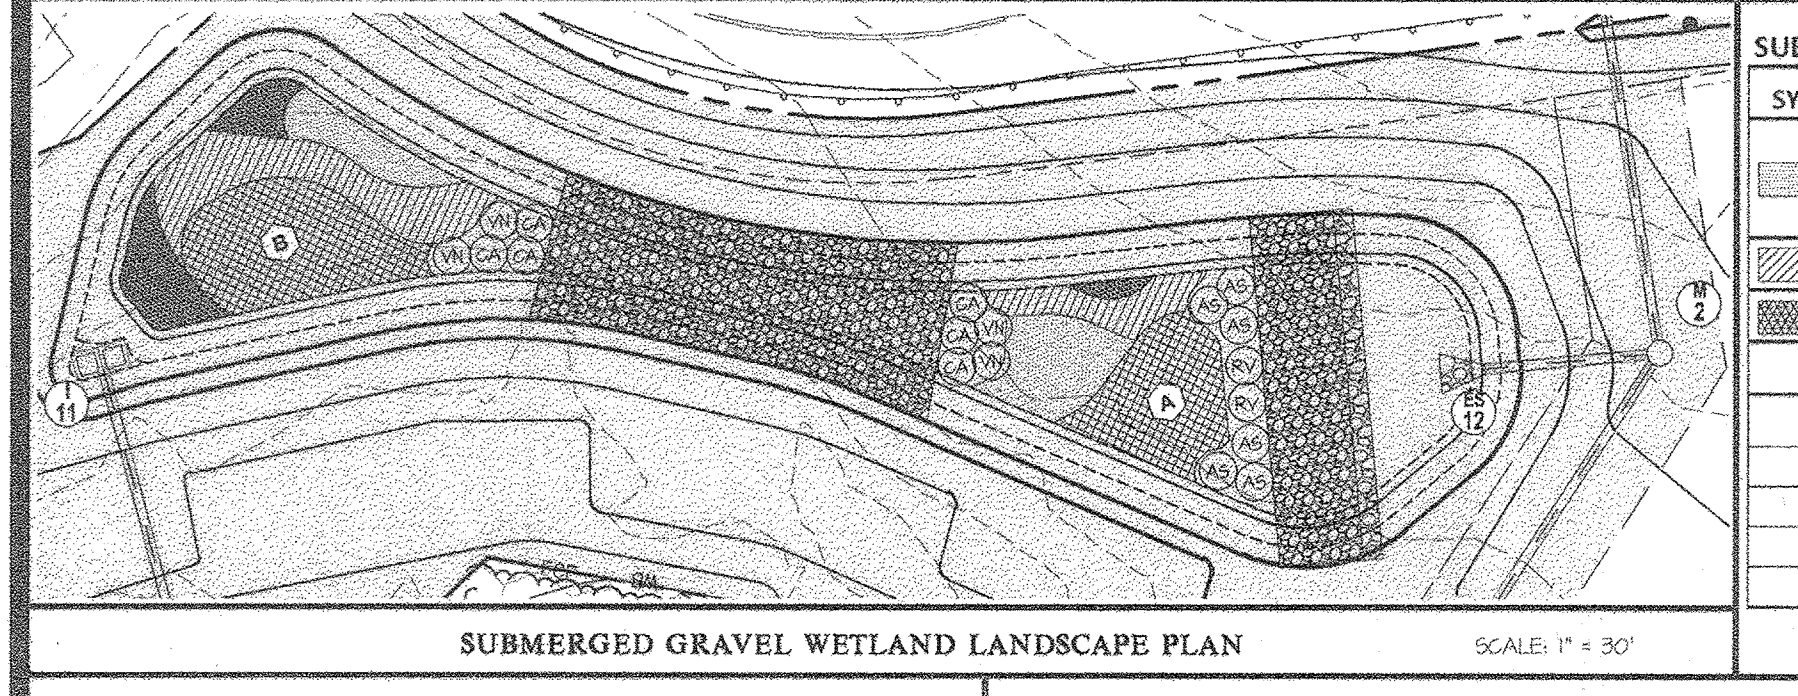 SUE
SY
B
VN CA
VN CA CA
CA
CA VN
CA VN
AS
AS
AS
RV
RV
AS
AS AS
A
M
2
I
11
ES
12
SUBMERGED GRAVEL WETLAND LANDSCAPE PLAN
SCALE: 1" = 30'